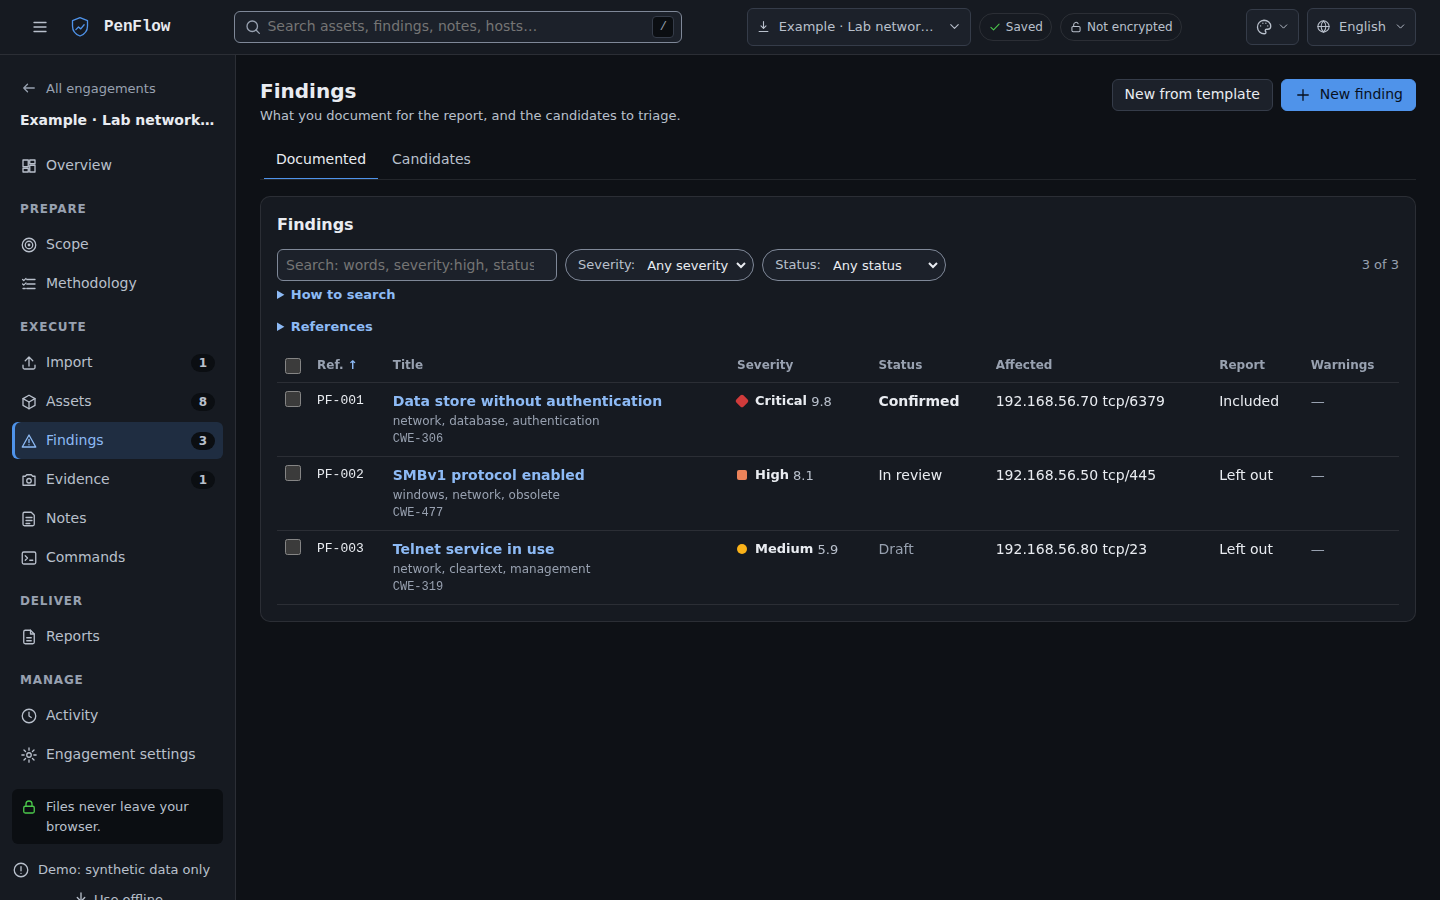 PenFlow
Search assets, findings, notes, hosts…
/
Example · Lab networ…
Saved
Not encrypted
English
All engagements
Example · Lab network…
Overview
PREPARE
Scope
Methodology
EXECUTE
Import 1
Assets 8
Findings 3
Evidence 1
Notes
Commands
DELIVER
Reports
MANAGE
Activity
Engagement settings
Files never leave your
browser.
Demo: synthetic data only
Use offline
Findings
What you document for the report, and the candidates to triage.
New from template
New finding
Documented Candidates
Findings
Search: words, severity:high, status
Severity: Any severity
Status: Any status
3 of 3
How to search
References
Ref. ↑ Title Severity Status Affected Report Warnings
PF-001 Data store without authentication Critical 9.8 Confirmed 192.168.56.70 tcp/6379 Included —
network, database, authentication
CWE-306
PF-002 SMBv1 protocol enabled High 8.1 In review 192.168.56.50 tcp/445 Left out —
windows, network, obsolete
CWE-477
PF-003 Telnet service in use Medium 5.9 Draft 192.168.56.80 tcp/23 Left out —
network, cleartext, management
CWE-319